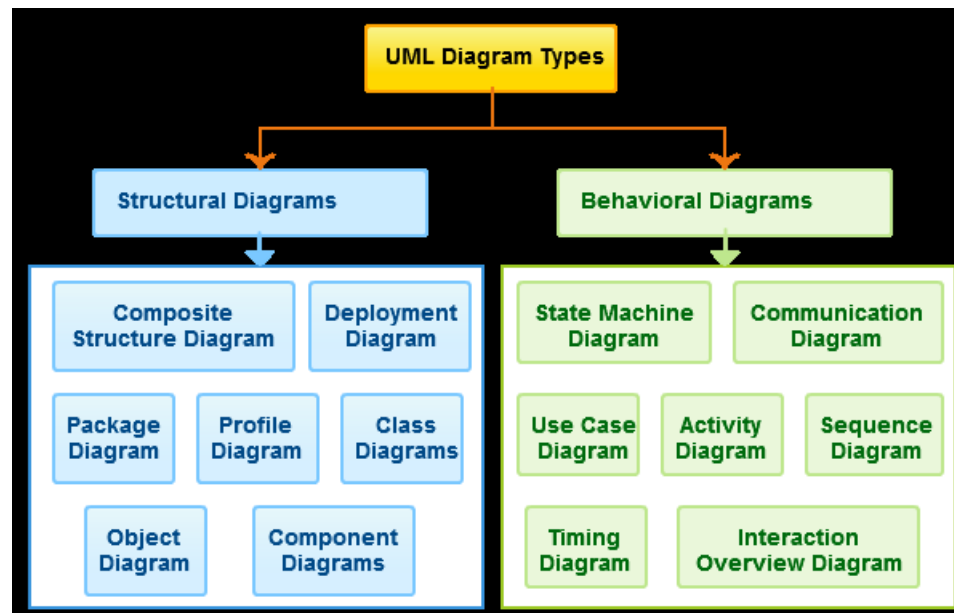 UML Diagram Types
Structural Diagrams
Behavioral Diagrams
Composite
Structure Diagram
Deployment
Diagram
Package
Diagram
Profile
Diagram
Class
Diagrams
Object
Diagram
Component
Diagrams
State Machine
Diagram
Communication
Diagram
Use Case
Diagram
Activity
Diagram
Sequence
Diagram
Timing
Diagram
Interaction
Overview Diagram